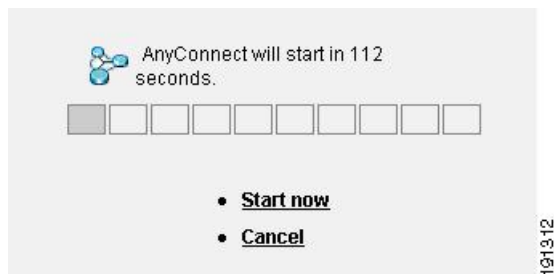 AnyConnect will start in 112
seconds.
Start now
Cancel
191312